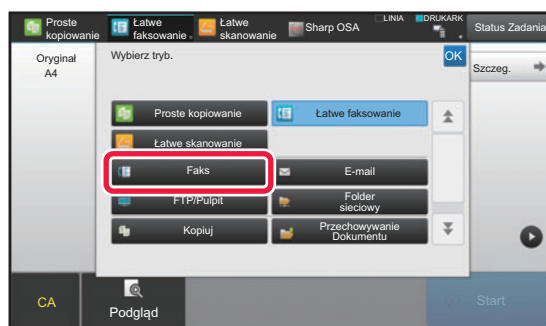 Proste kopiowanie
Łatwe faksowanie
Łatwe skanowanie
Sharp OSA
LINIA
DRUKARK
Status Zadania
Oryginał
A4
Wybierz tryb.
OK
Szczeg.
Proste kopiowanie
Łatwe faksowanie
Łatwe skanowanie
Faks
E-mail
FTP/Pulpit
Folder
sieciowy
Kopiuj
Przechowywanie
Dokumentu
CA
Podgląd
Start